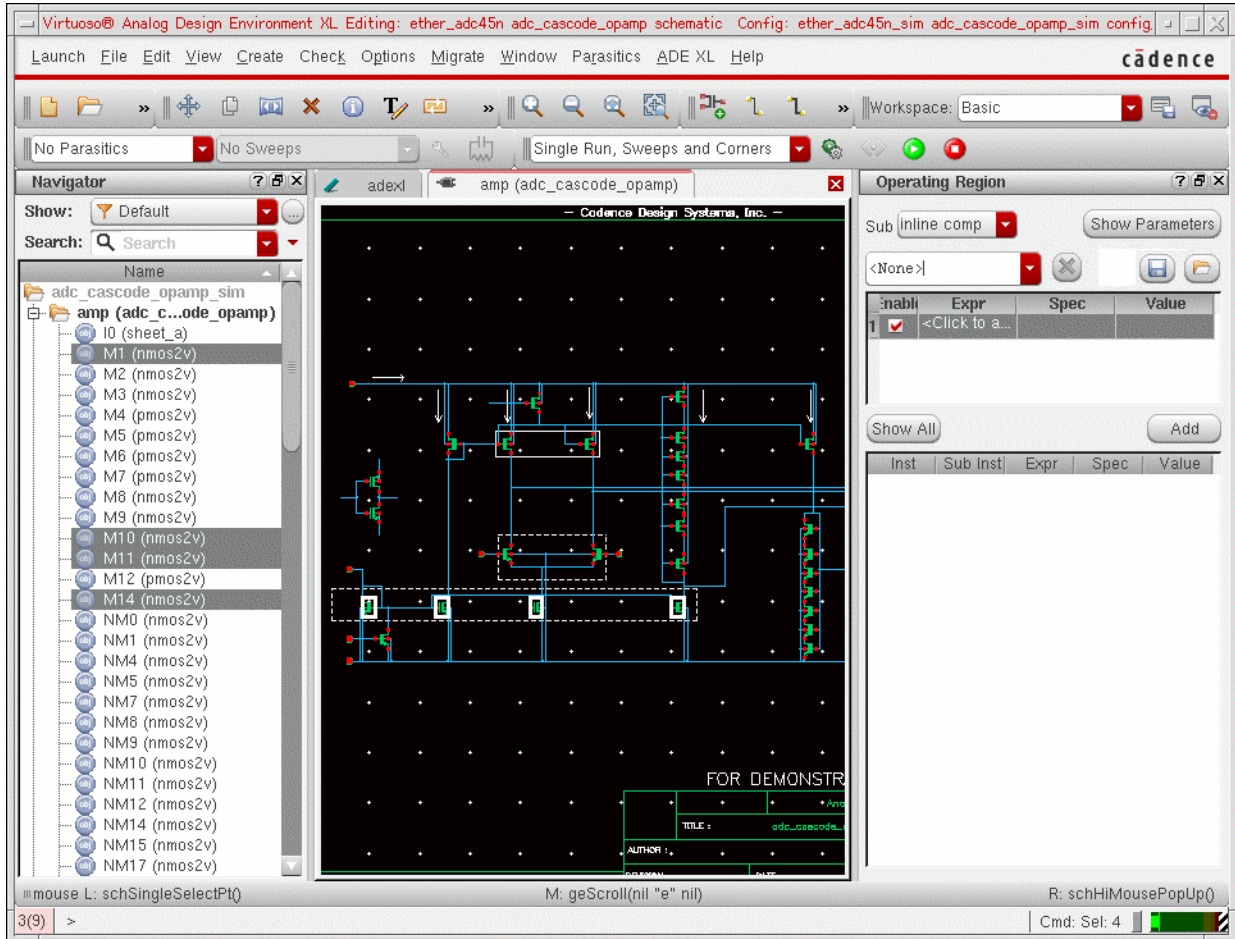 Virtuoso® Analog Design Environment XL Editing: ether_adc45n adc_cascode_opamp schematic Config: ether_adc45n_sim adc_cascode_opamp_sim config
Launch File Edit View Create Check Options Migrate Window Parasitics ADE XL Help
cādence
» » » Workspace: Basic
No Parasitics No Sweeps Single Run, Sweeps and Corners
Navigator
Show: Default
Search: Search
Name
adc_cascode_opamp_sim
amp (adc_c...ode_opamp)
I0 (sheet_a)
M1 (nmos2v)
M2 (nmos2v)
M3 (nmos2v)
M4 (pmos2v)
M5 (pmos2v)
M6 (pmos2v)
M7 (pmos2v)
M8 (nmos2v)
M9 (nmos2v)
M10 (nmos2v)
M11 (nmos2v)
M12 (pmos2v)
M14 (nmos2v)
NM0 (nmos2v)
NM1 (nmos2v)
NM4 (nmos2v)
NM5 (nmos2v)
NM7 (nmos2v)
NM8 (nmos2v)
NM9 (nmos2v)
NM10 (nmos2v)
NM11 (nmos2v)
NM12 (nmos2v)
NM14 (nmos2v)
NM15 (nmos2v)
NM17 (nmos2v)
adexl
amp (adc_cascode_opamp)
— Cadence Design Systems, Inc. —
FOR DEMONSTR
Ana
TITLE :
AUTHOR :
Operating Region
Sub inline comp Show Parameters
<None>
Enabl Expr Spec Value
1 <Click to a...
Show All Add
Inst Sub Inst Expr Spec Value
mouse L: schSingleSelectPt() M: geScroll(nil "e" nil) R: schHiMousePopUp()
3(9) > Cmd: Sel: 4